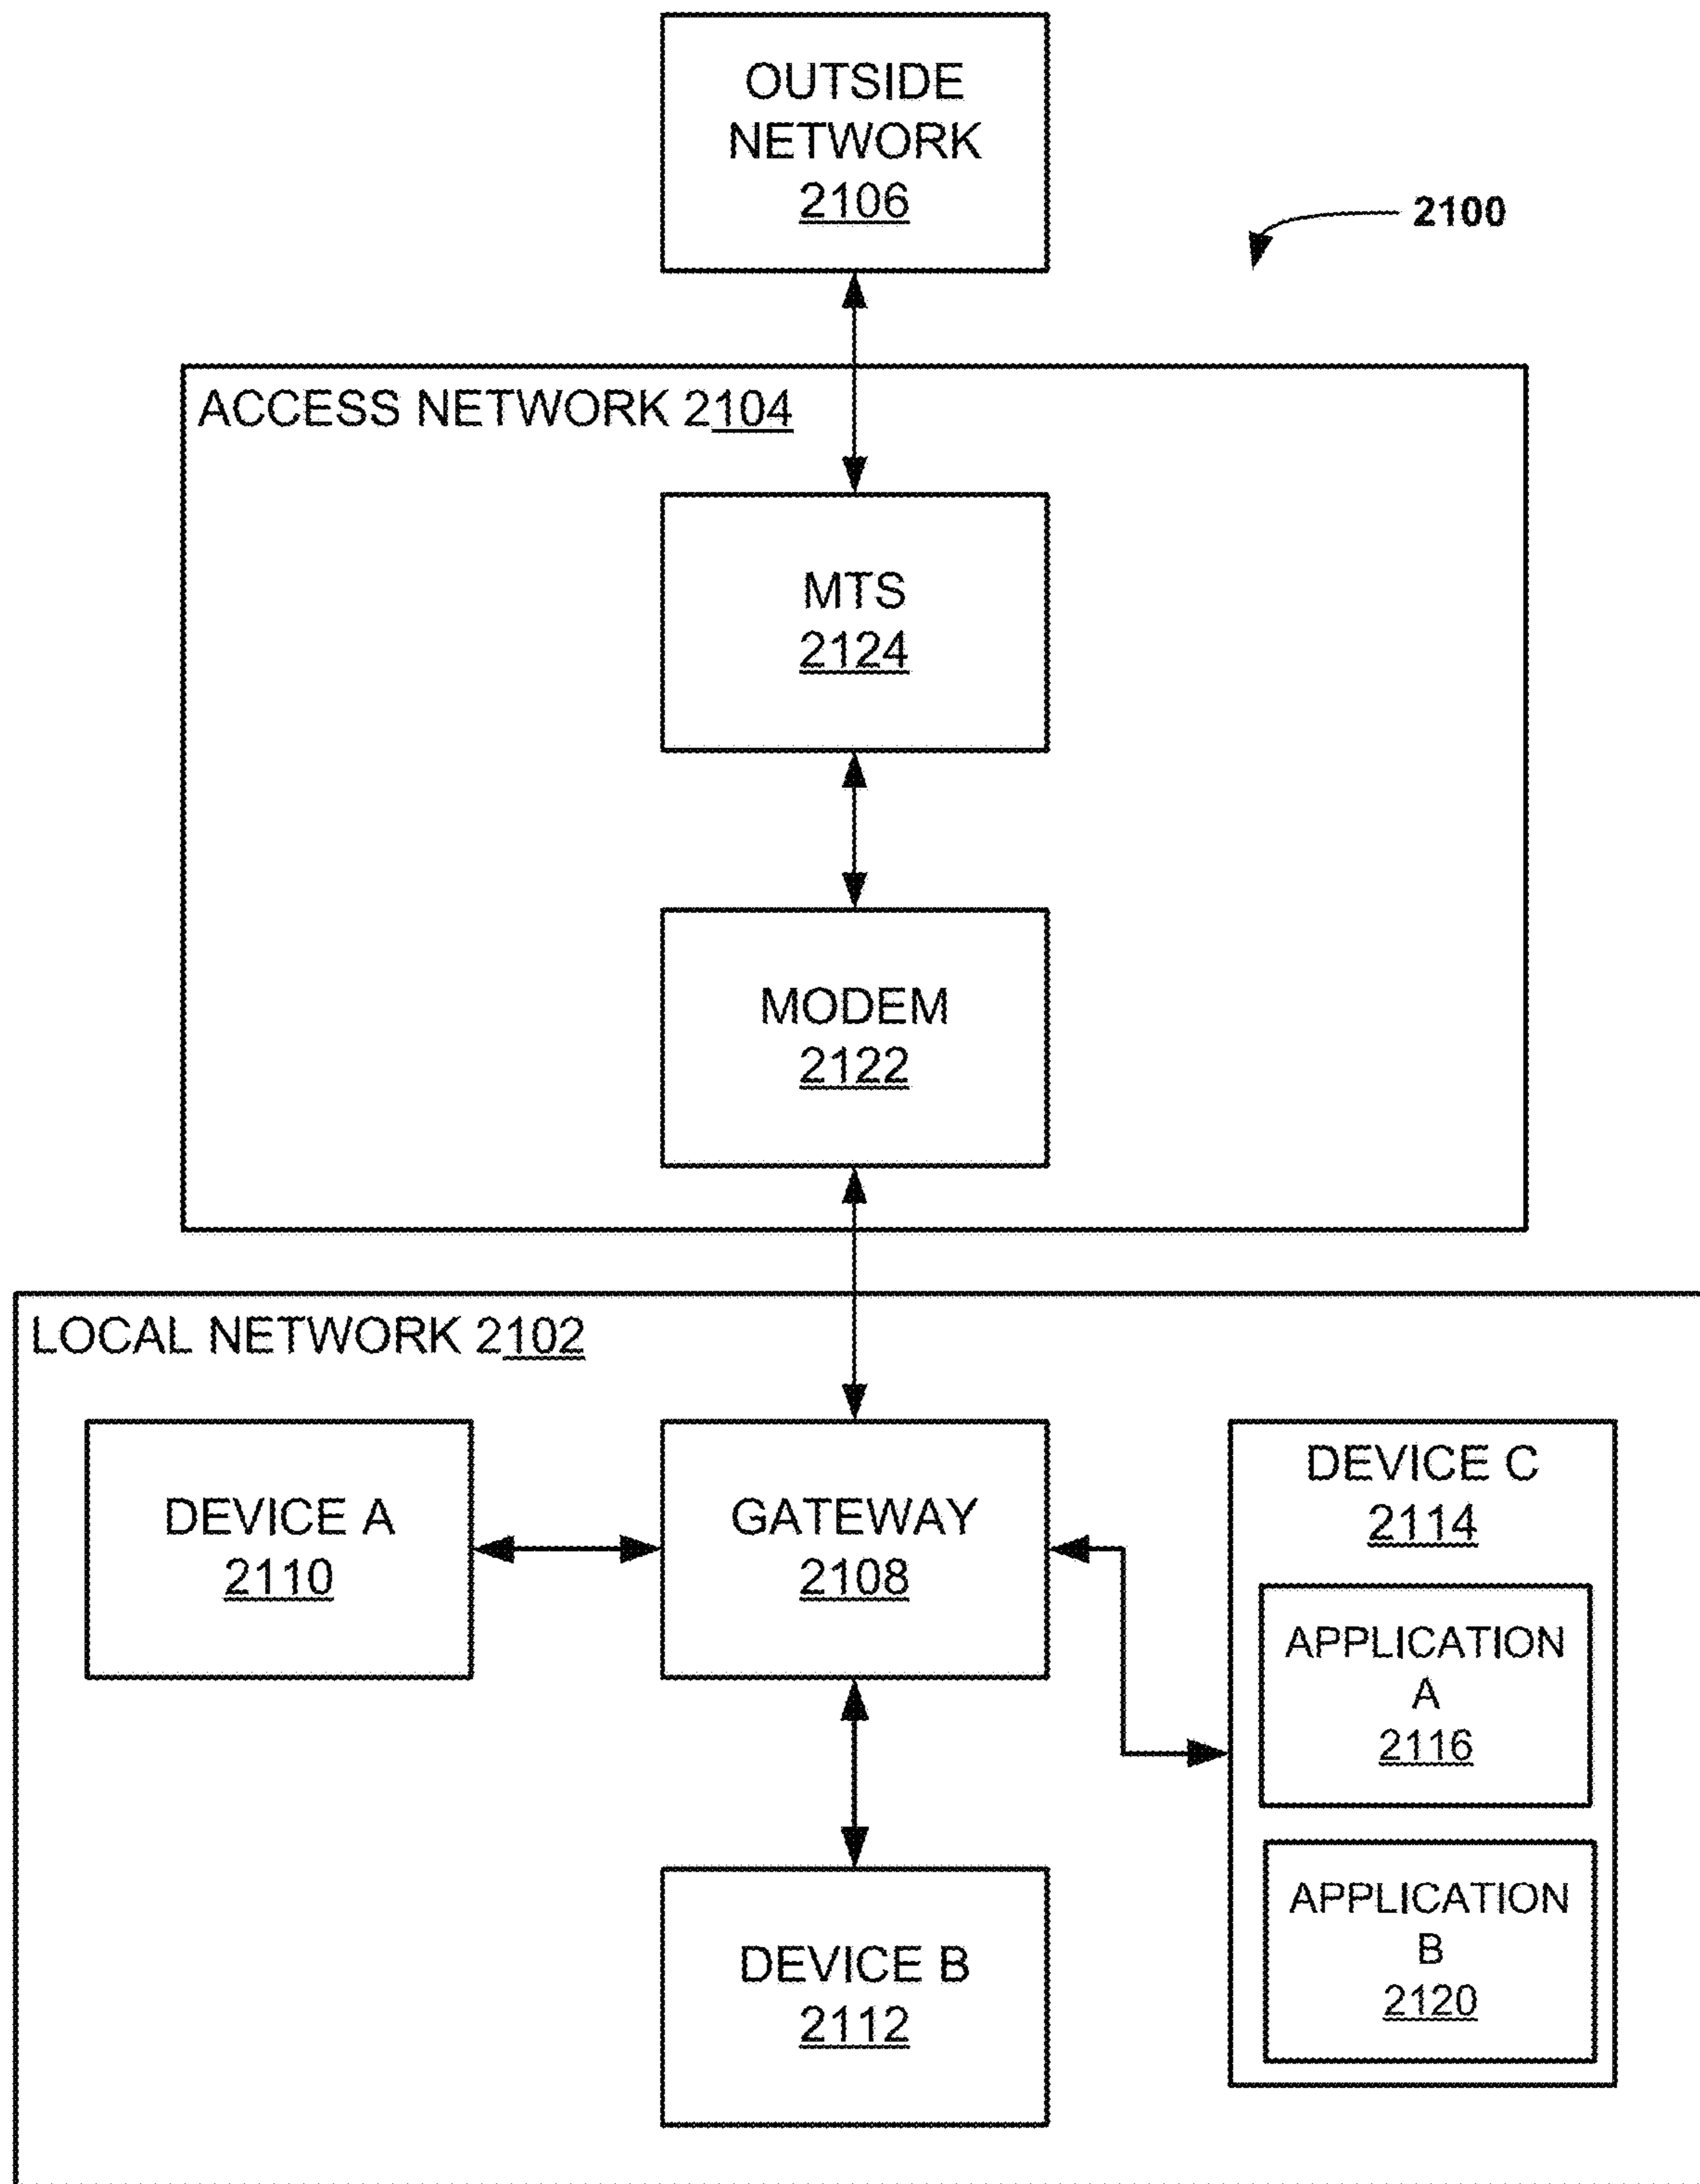 OUTSIDE
NETWORK
2106
2100
ACCESS NETWORK 2104
MTS
2124
MODEM
2122
LOCAL NETWORK 2102
DEVICE A
2110
GATEWAY
2108
DEVICE C
2114
APPLICATION
A
2116
APPLICATION
B
2120
DEVICE B
2112